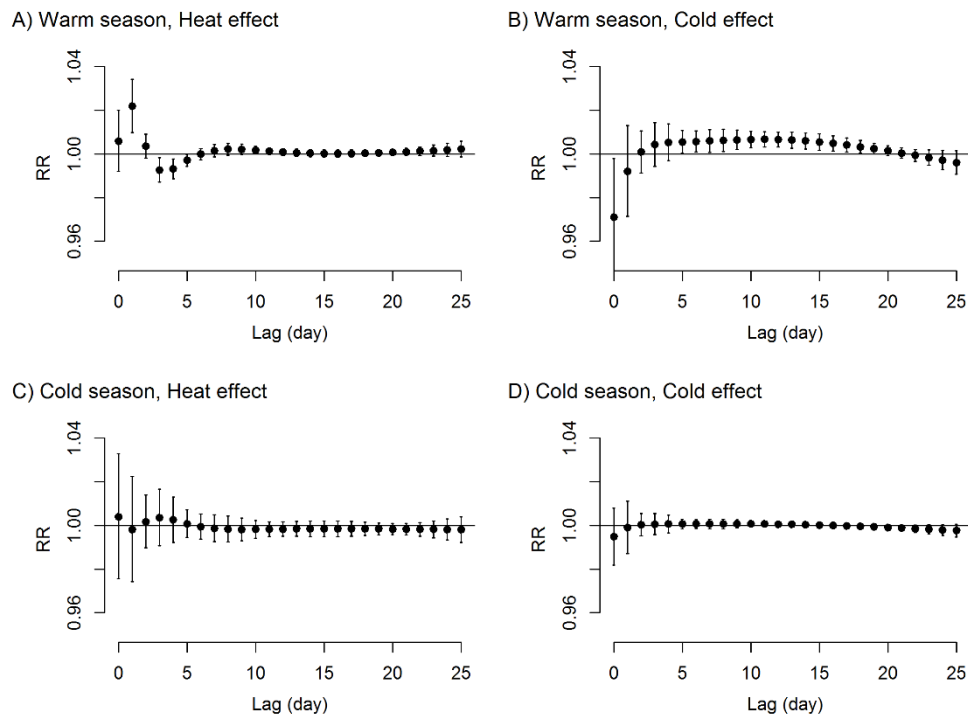 A) Warm season, Heat effect
1.04
1.00
0.96
RR
0 5 10 15 20 25
Lag (day)
B) Warm season, Cold effect
1.04
1.00
0.96
RR
0 5 10 15 20 25
Lag (day)
C) Cold season, Heat effect
1.04
1.00
0.96
RR
0 5 10 15 20 25
Lag (day)
D) Cold season, Cold effect
1.04
1.00
0.96
RR
0 5 10 15 20 25
Lag (day)